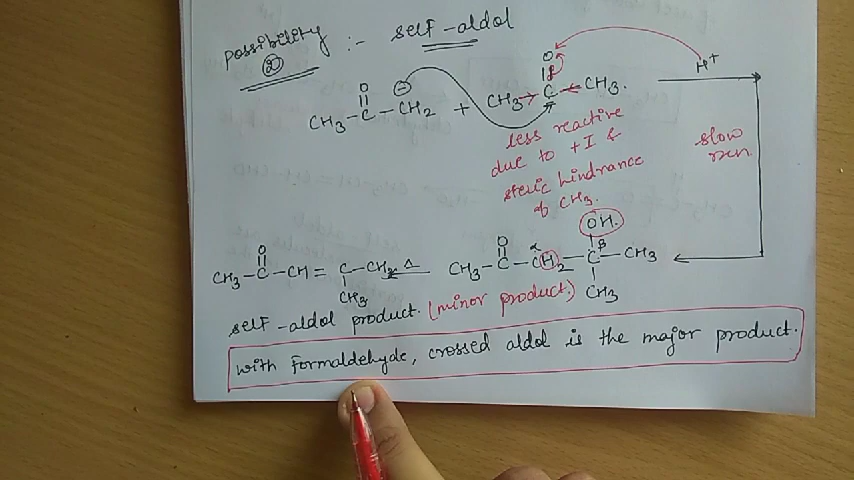 possibility :- self-aldol
②
O ⊖ O H+
CH3-C-CH2 + CH3→C←CH3.
less reactive
due to +I &
steric hindrance
of CH3.
slow
rxn.
O O α OH
CH3-C-CH=C-CH3 Δ CH3-C-CH2-C-CH3
β
CH3 CH3
self-aldol product. (minor product.)
with formaldehyde, crossed aldol is the major product.